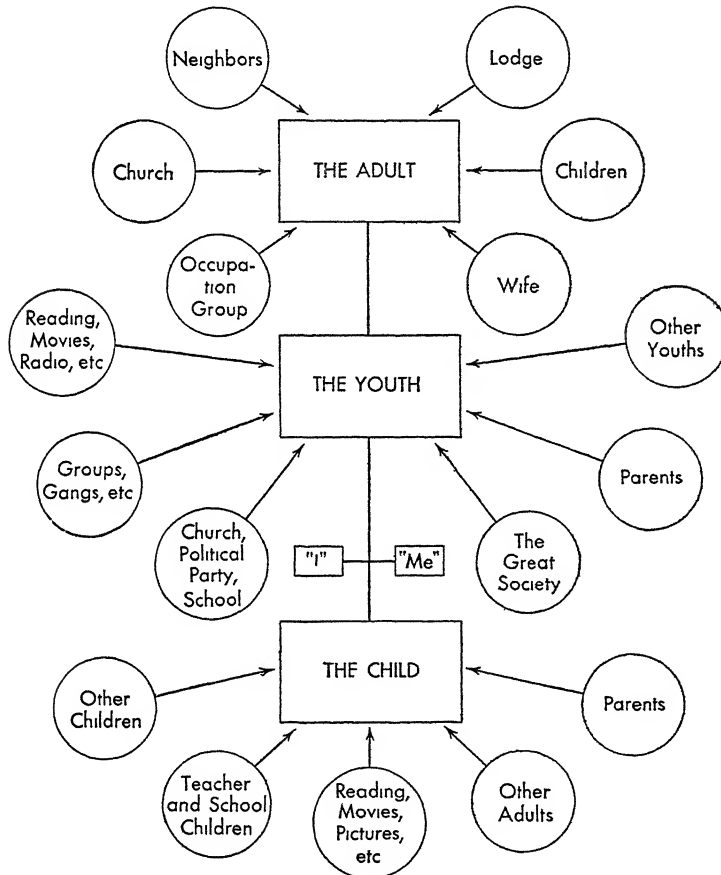 Neighbors
Lodge
Church
THE ADULT
Children
Occupa-
tion
Group
Wife
Reading,
Movies,
Radio, etc
Other
Youths
THE YOUTH
Groups,
Gangs, etc
Parents
Church,
Political
Party,
School
"I"
"Me"
The
Great
Society
THE CHILD
Other
Children
Parents
Teacher
and School
Children
Reading,
Movies,
Pictures,
etc
Other
Adults